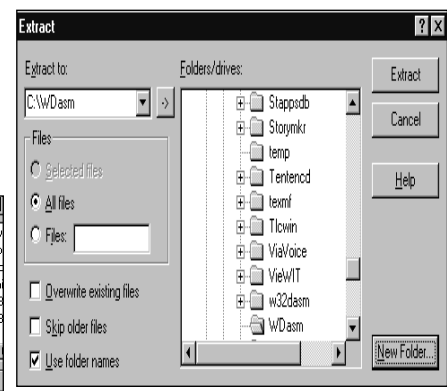 Extract
Extract to:
C:\WDasm
Files
Selected files
All files
Files:
Overwrite existing files
Skip older files
Use folder names
Folders/drives:
Stappsdb
Storymkr
temp
Tentencd
texmf
Tlcwin
ViaVoice
VieWIT
w32dasm
WDasm
Extract
Cancel
Help
New Folder...